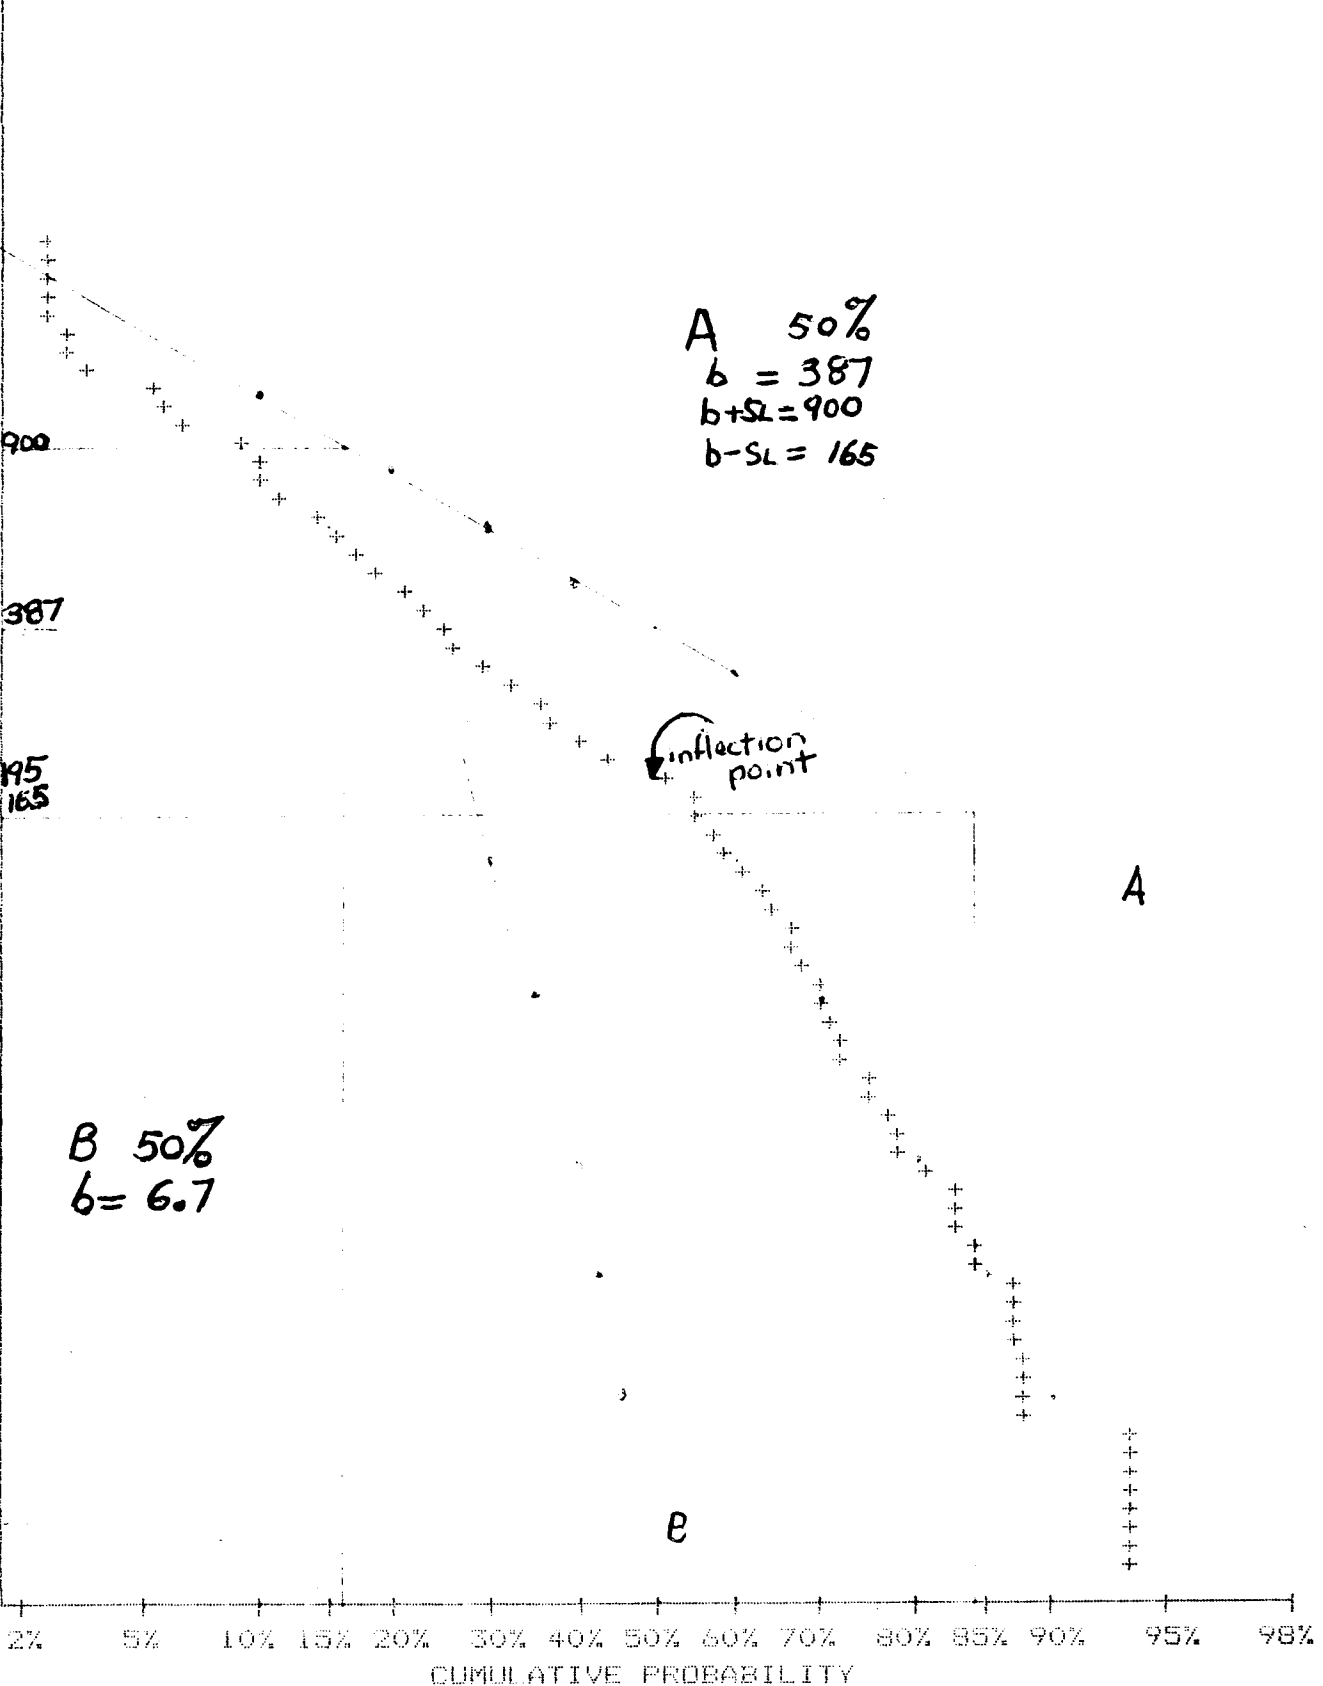 A 50%
b = 387
b+SL=900
b-SL= 165
900
387
inflection
point
195
165
A
B 50%
b= 6.7
B
2% 5% 10% 15% 20% 30% 40% 50% 60% 70% 80% 85% 90% 95% 98%
CUMULATIVE PROBABILITY